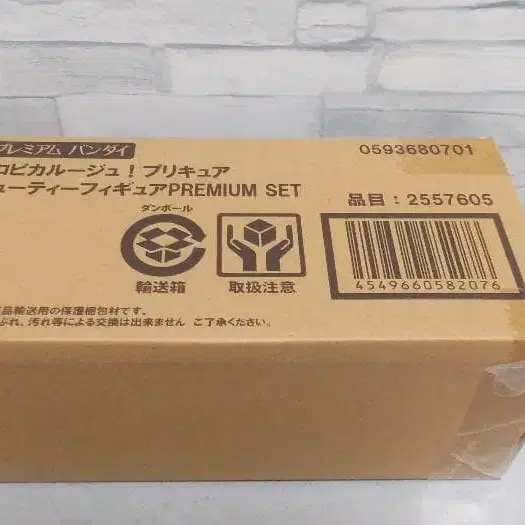 プレミアム バンダイ
0593680701
ロピカルージュ！プリキュア
ューティーフィギュアPREMIUM SET
品目：2557605
ダンボール
輸送箱
取扱注意
4549660582076
品輸送用の保護梱包材です。
ぶれ、汚れ等による交換は出来ません ご了承ください。